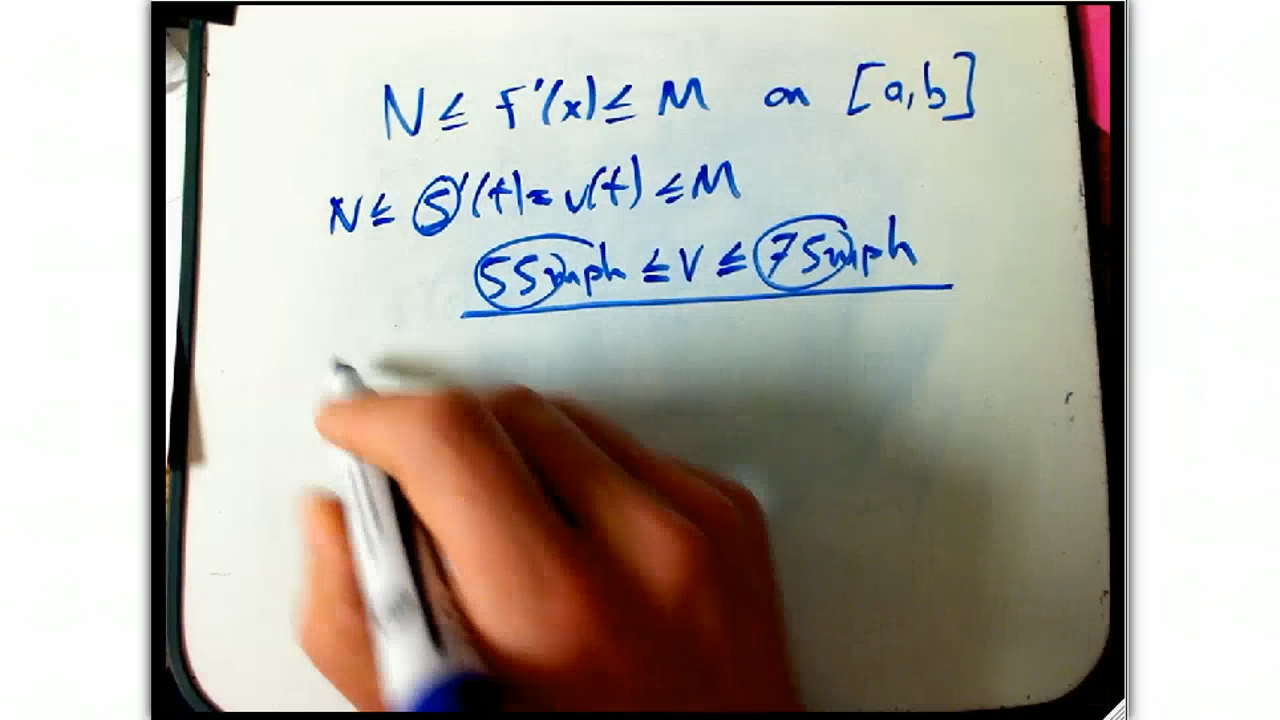 N ≤ f'(x) ≤ M on [a,b]
N ≤ s'(t) = v(t) ≤ M
55mph ≤ v ≤ 75mph